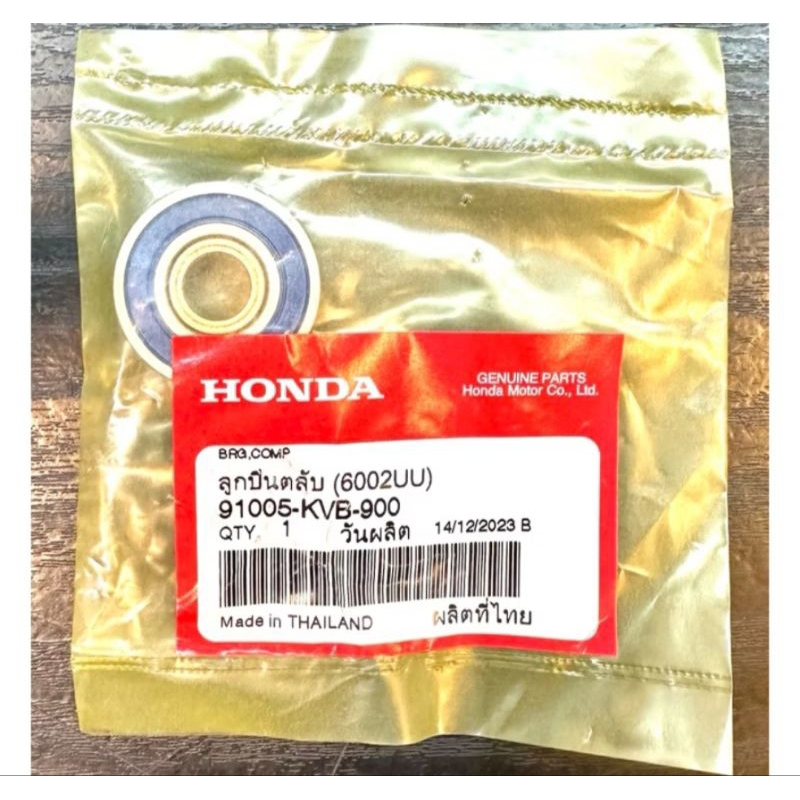 HONDA
GENUINE PARTS
Honda Motor Co., Ltd.
BRG,COMP
ลูกปืนตลับ (6002UU)
91005-KVB-900
QTY 1 วันผลิต 14/12/2023 B
Made in THAILAND ผลิตที่ไทย